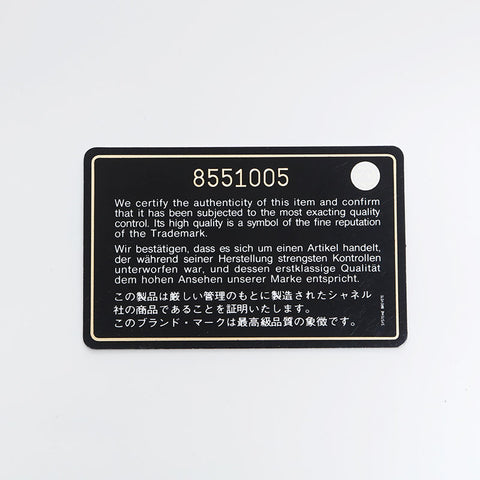 8551005
We certify the authenticity of this item and confirm
that it has been subjected to the most exacting quality
control. Its high quality is a symbol of the fine reputation
of the Trademark.
Wir bestätigen, dass es sich um einen Artikel handelt,
der während seiner Herstellung strengsten Kontrollen
unterworfen war, und dessen erstklassige Qualität
dem hohen Ansehen unserer Marke entspricht.
この製品は厳しい管理のもとに製造されたシャネル
社の商品であることを証明いたします。
このブランド・マークは最高級品質の象徴です。